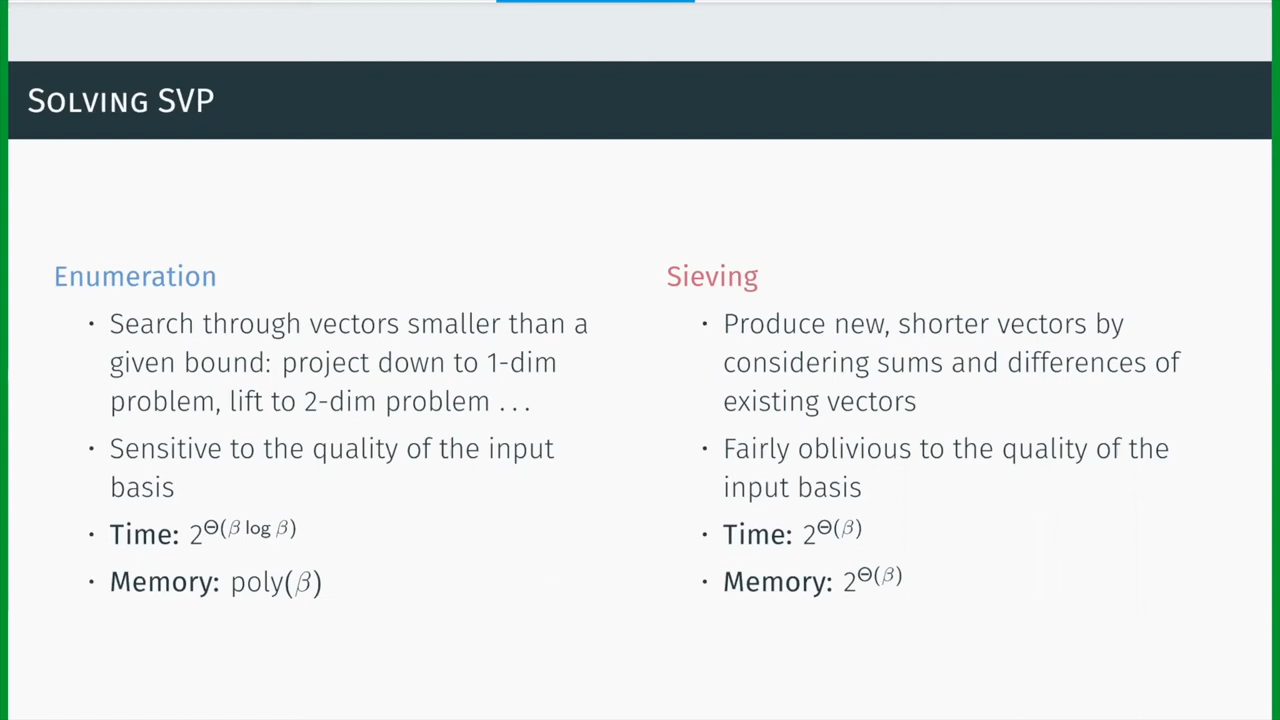 SOLVING SVP
Enumeration
· Search through vectors smaller than a
given bound: project down to 1-dim
problem, lift to 2-dim problem . . .
· Sensitive to the quality of the input
basis
· Time: 2^Θ(β log β)
· Memory: poly(β)
Sieving
· Produce new, shorter vectors by
considering sums and differences of
existing vectors
· Fairly oblivious to the quality of the
input basis
· Time: 2^Θ(β)
· Memory: 2^Θ(β)